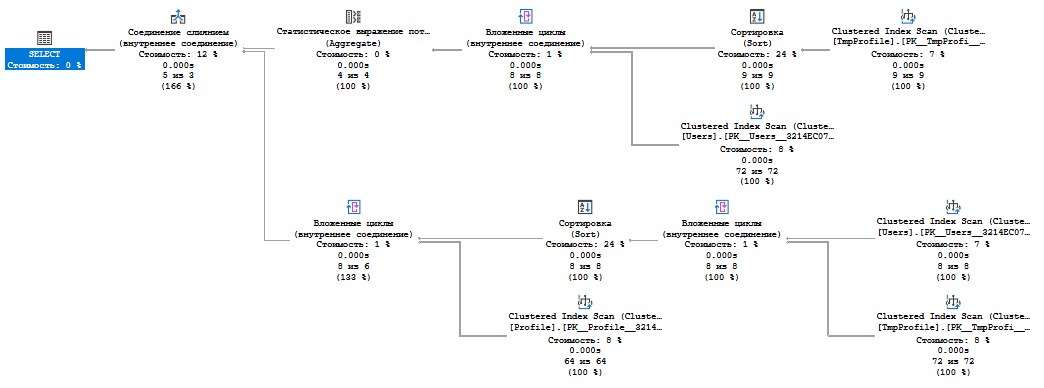 SELECT
Стоимость: 0 %
Соединение слиянием
(внутреннее соединение)
Стоимость: 12 %
0.000s
5 из 3
(166 %)
Статистическое выражение пот...
(Aggregate)
Стоимость: 0 %
0.000s
4 из 4
(100 %)
Вложенные циклы
(внутреннее соединение)
Стоимость: 1 %
0.000s
8 из 8
(100 %)
Сортировка
(Sort)
Стоимость: 24 %
0.000s
9 из 9
(100 %)
Clustered Index Scan (Cluste...
[TmpProfile].[PK__TmpProfi__...
Стоимость: 7 %
0.000s
9 из 9
(100 %)
Clustered Index Scan (Cluste...
[Users].[PK__Users__3214EC07...
Стоимость: 8 %
0.000s
72 из 72
(100 %)
Вложенные циклы
(внутреннее соединение)
Стоимость: 1 %
0.000s
8 из 6
(133 %)
Сортировка
(Sort)
Стоимость: 24 %
0.000s
8 из 8
(100 %)
Вложенные циклы
(внутреннее соединение)
Стоимость: 1 %
0.000s
8 из 8
(100 %)
Clustered Index Scan (Cluste...
[Users].[PK__Users__3214EC07...
Стоимость: 7 %
0.000s
8 из 8
(100 %)
Clustered Index Scan (Cluste...
[Profile].[PK__Profile__3214...
Стоимость: 8 %
0.000s
64 из 64
(100 %)
Clustered Index Scan (Cluste...
[TmpProfile].[PK__TmpProfi__...
Стоимость: 8 %
0.000s
72 из 72
(100 %)